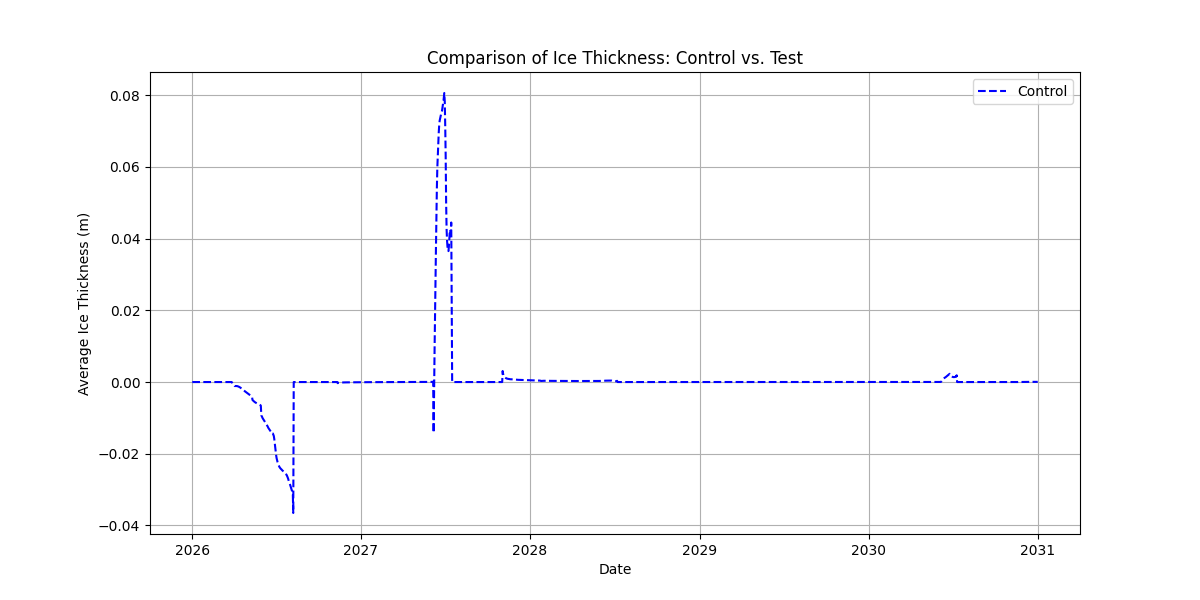 Comparison of Ice Thickness: Control vs. Test
Control
Average Ice Thickness (m)
0.08
0.06
0.04
0.02
0.00
−0.02
−0.04
2026 2027 2028 2029 2030 2031
Date